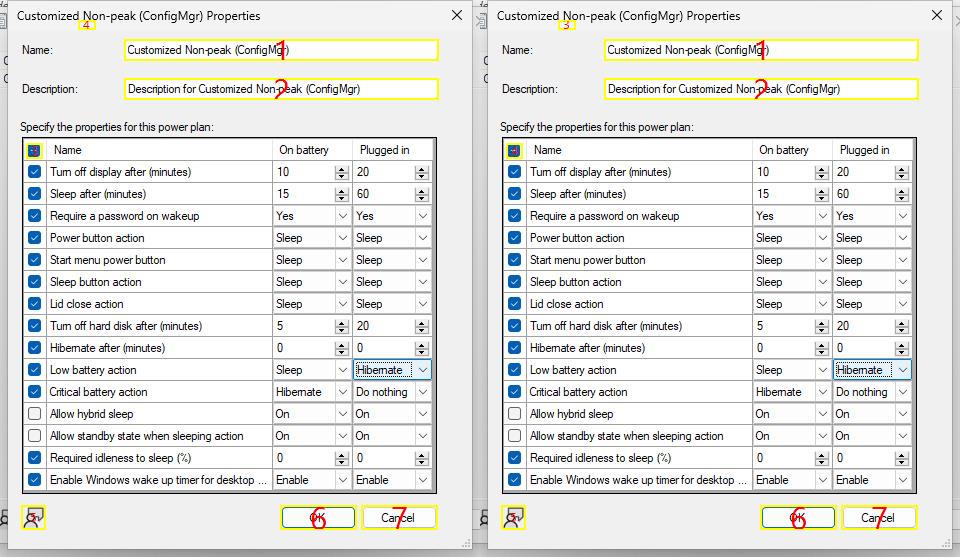 Customized Non-peak (ConfigMgr) Properties
4
Name: Customized Non-peak (ConfigMgr) 1
Description: Description for Customized Non-peak (ConfigMgr) 2
Specify the properties for this power plan:
Name On battery Plugged in
Turn off display after (minutes) 10 20
Sleep after (minutes) 15 60
Require a password on wakeup Yes Yes
Power button action Sleep Sleep
Start menu power button Sleep Sleep
Sleep button action Sleep Sleep
Lid close action Sleep Sleep
Turn off hard disk after (minutes) 5 20
Hibernate after (minutes) 0 0
Low battery action Sleep Hibernate
Critical battery action Hibernate Do nothing
Allow hybrid sleep On On
Allow standby state when sleeping action On On
Required idleness to sleep (%) 0 0
Enable Windows wake up timer for desktop ... Enable Enable
OK 6 Cancel 7
Customized Non-peak (ConfigMgr) Properties
3
Name: Customized Non-peak (ConfigMgr) 1
Description: Description for Customized Non-peak (ConfigMgr) 2
Specify the properties for this power plan:
Name On battery Plugged in
Turn off display after (minutes) 10 20
Sleep after (minutes) 15 60
Require a password on wakeup Yes Yes
Power button action Sleep Sleep
Start menu power button Sleep Sleep
Sleep button action Sleep Sleep
Lid close action Sleep Sleep
Turn off hard disk after (minutes) 5 20
Hibernate after (minutes) 0 0
Low battery action Sleep Hibernate
Critical battery action Hibernate Do nothing
Allow hybrid sleep On On
Allow standby state when sleeping action On On
Required idleness to sleep (%) 0 0
Enable Windows wake up timer for desktop ... Enable Enable
OK 6 Cancel 7